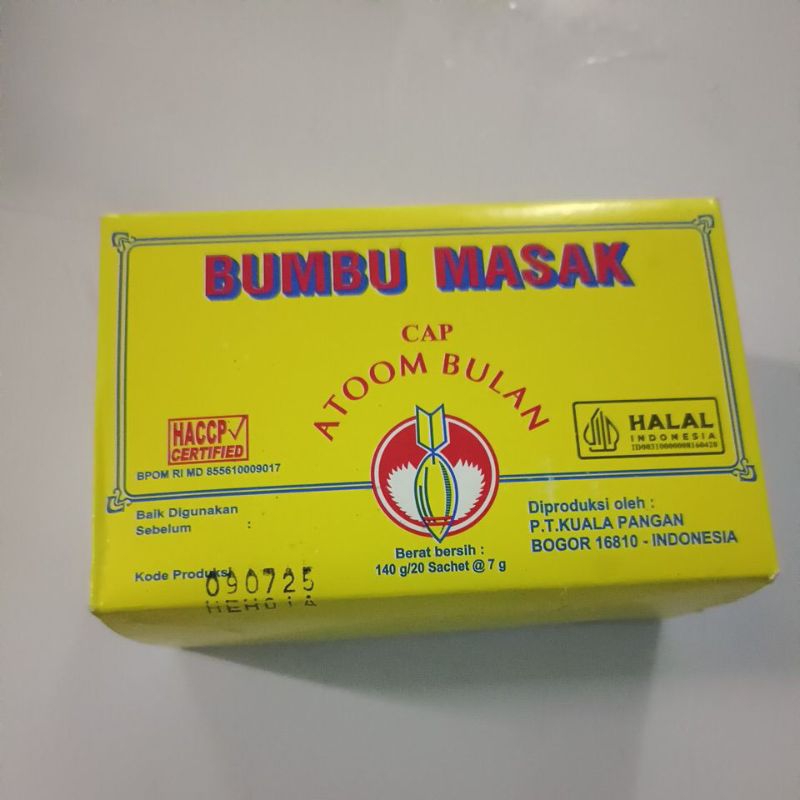 BUMBU MASAK
CAP
ATOOM BULAN
HACCP
CERTIFIED
BPOM RI MD 855610009017
HALAL
INDONESIA
ID00310000008160420
Baik Digunakan
Sebelum :
Kode Produksi
090725
Berat bersih :
140 g/20 Sachet @ 7 g
Diproduksi oleh :
P.T.KUALA PANGAN
BOGOR 16810 - INDONESIA